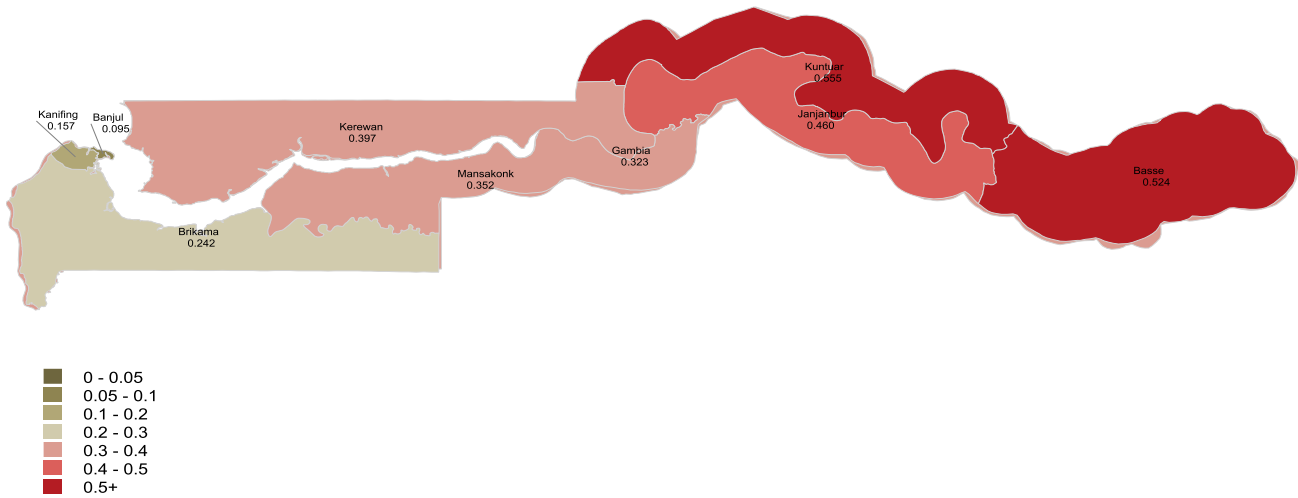 Kuntuar
Kanifing
0.157
Banjul
0.095
Kerewan
0.397
Janjanbur
0.460
Gambia
0.323
Mansakonk
0.352
Basse
0.524
Brikama
0.242
0 - 0.05
0.05 - 0.1
0.1 - 0.2
0.2 - 0.3
0.3 - 0.4
0.4 - 0.5
0.5+